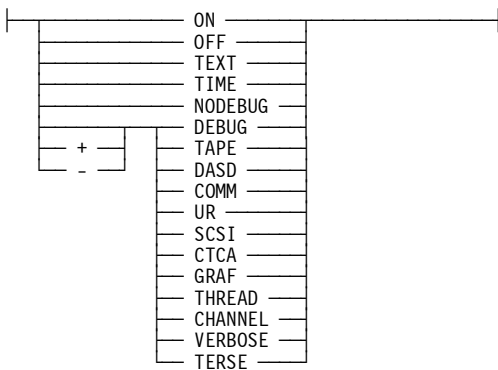 ON
OFF
TEXT
TIME
NODEBUG
DEBUG
+ TAPE
- DASD
COMM
UR
SCSI
CTCA
GRAF
THREAD
CHANNEL
VERBOSE
TERSE